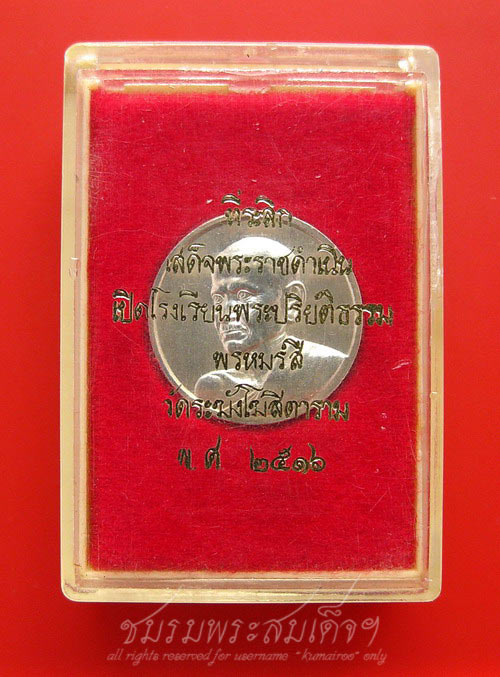 ที่ระลึก
เสด็จพระราชดำเนิน
เปิดโรงเรียนพระปริยัติธรรม
พรหมรังสี
วัดระฆังโฆสิตาราม
พ.ศ. ๒๕๑๖
ชมรมพระสมเด็จฯ
all rights reserved for username "kumairoo" only